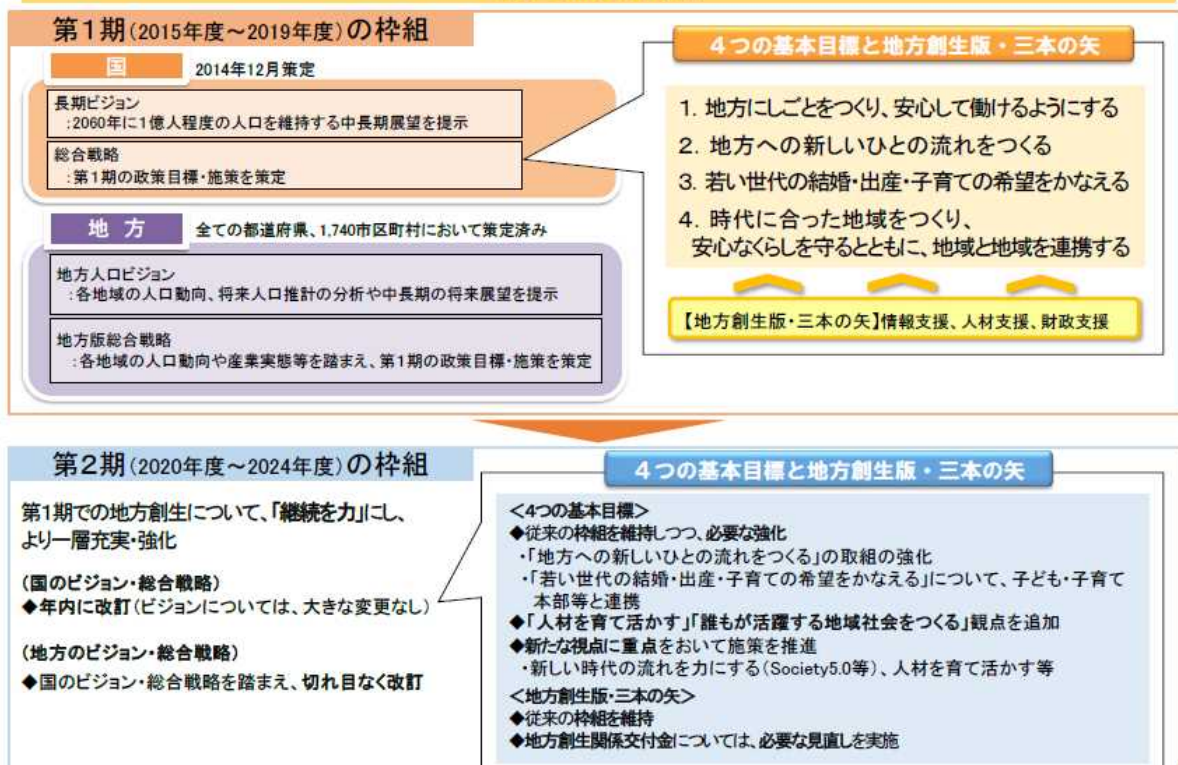 第1期(2015年度～2019年度)の枠組
国
2014年12月策定
長期ビジョン
:2060年に1億人程度の人口を維持する中長期展望を提示
総合戦略
:第1期の政策目標・施策を策定
地 方
全ての都道府県、1,740市区町村において策定済み
地方人口ビジョン
:各地域の人口動向、将来人口推計の分析や中長期の将来展望を提示
地方版総合戦略
:各地域の人口動向や産業実態等を踏まえ、第1期の政策目標・施策を策定
4つの基本目標と地方創生版・三本の矢
1. 地方にしごとをつくり、安心して働けるようにする
2. 地方への新しいひとの流れをつくる
3. 若い世代の結婚・出産・子育ての希望をかなえる
4. 時代に合った地域をつくり、
安心なくらしを守るとともに、地域と地域を連携する
【地方創生版・三本の矢】情報支援、人材支援、財政支援
第2期(2020年度～2024年度)の枠組
第1期での地方創生について、「継続を力」にし、
より一層充実・強化
(国のビジョン・総合戦略)
◆年内に改訂(ビジョンについては、大きな変更なし)
(地方のビジョン・総合戦略)
◆国のビジョン・総合戦略を踏まえ、切れ目なく改訂
4つの基本目標と地方創生版・三本の矢
<4つの基本目標>
◆従来の枠組を維持しつつ、必要な強化
・「地方への新しいひとの流れをつくる」の取組の強化
・「若い世代の結婚・出産・子育ての希望をかなえる」について、子ども・子育て
本部等と連携
◆「人材を育て活かす」「誰もが活躍する地域社会をつくる」観点を追加
◆新たな視点に重点をおいて施策を推進
・新しい時代の流れを力にする(Society5.0等)、人材を育て活かす等
<地方創生版・三本の矢>
◆従来の枠組を維持
◆地方創生関係交付金については、必要な見直しを実施